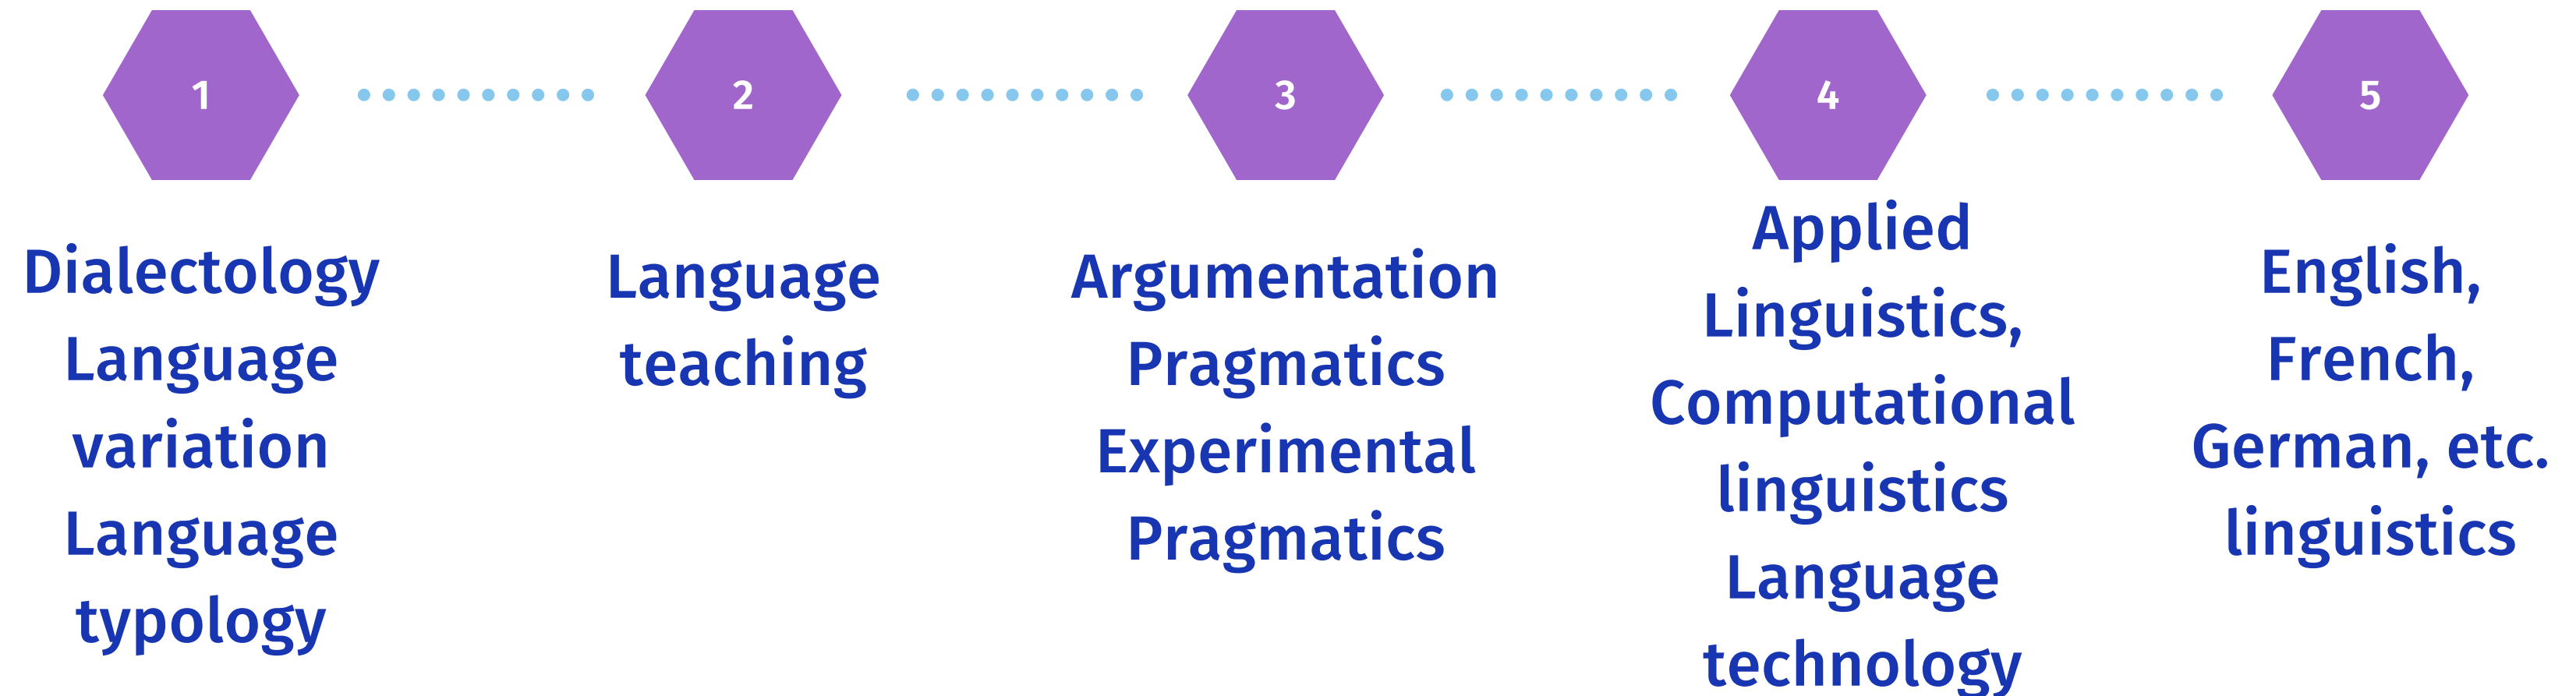 1
Dialectology
Language
variation
Language
typology
2
Language
teaching
3
Argumentation
Pragmatics
Experimental
Pragmatics
4
Applied
Linguistics,
Computational
linguistics
Language
technology
5
English,
French,
German, etc.
linguistics